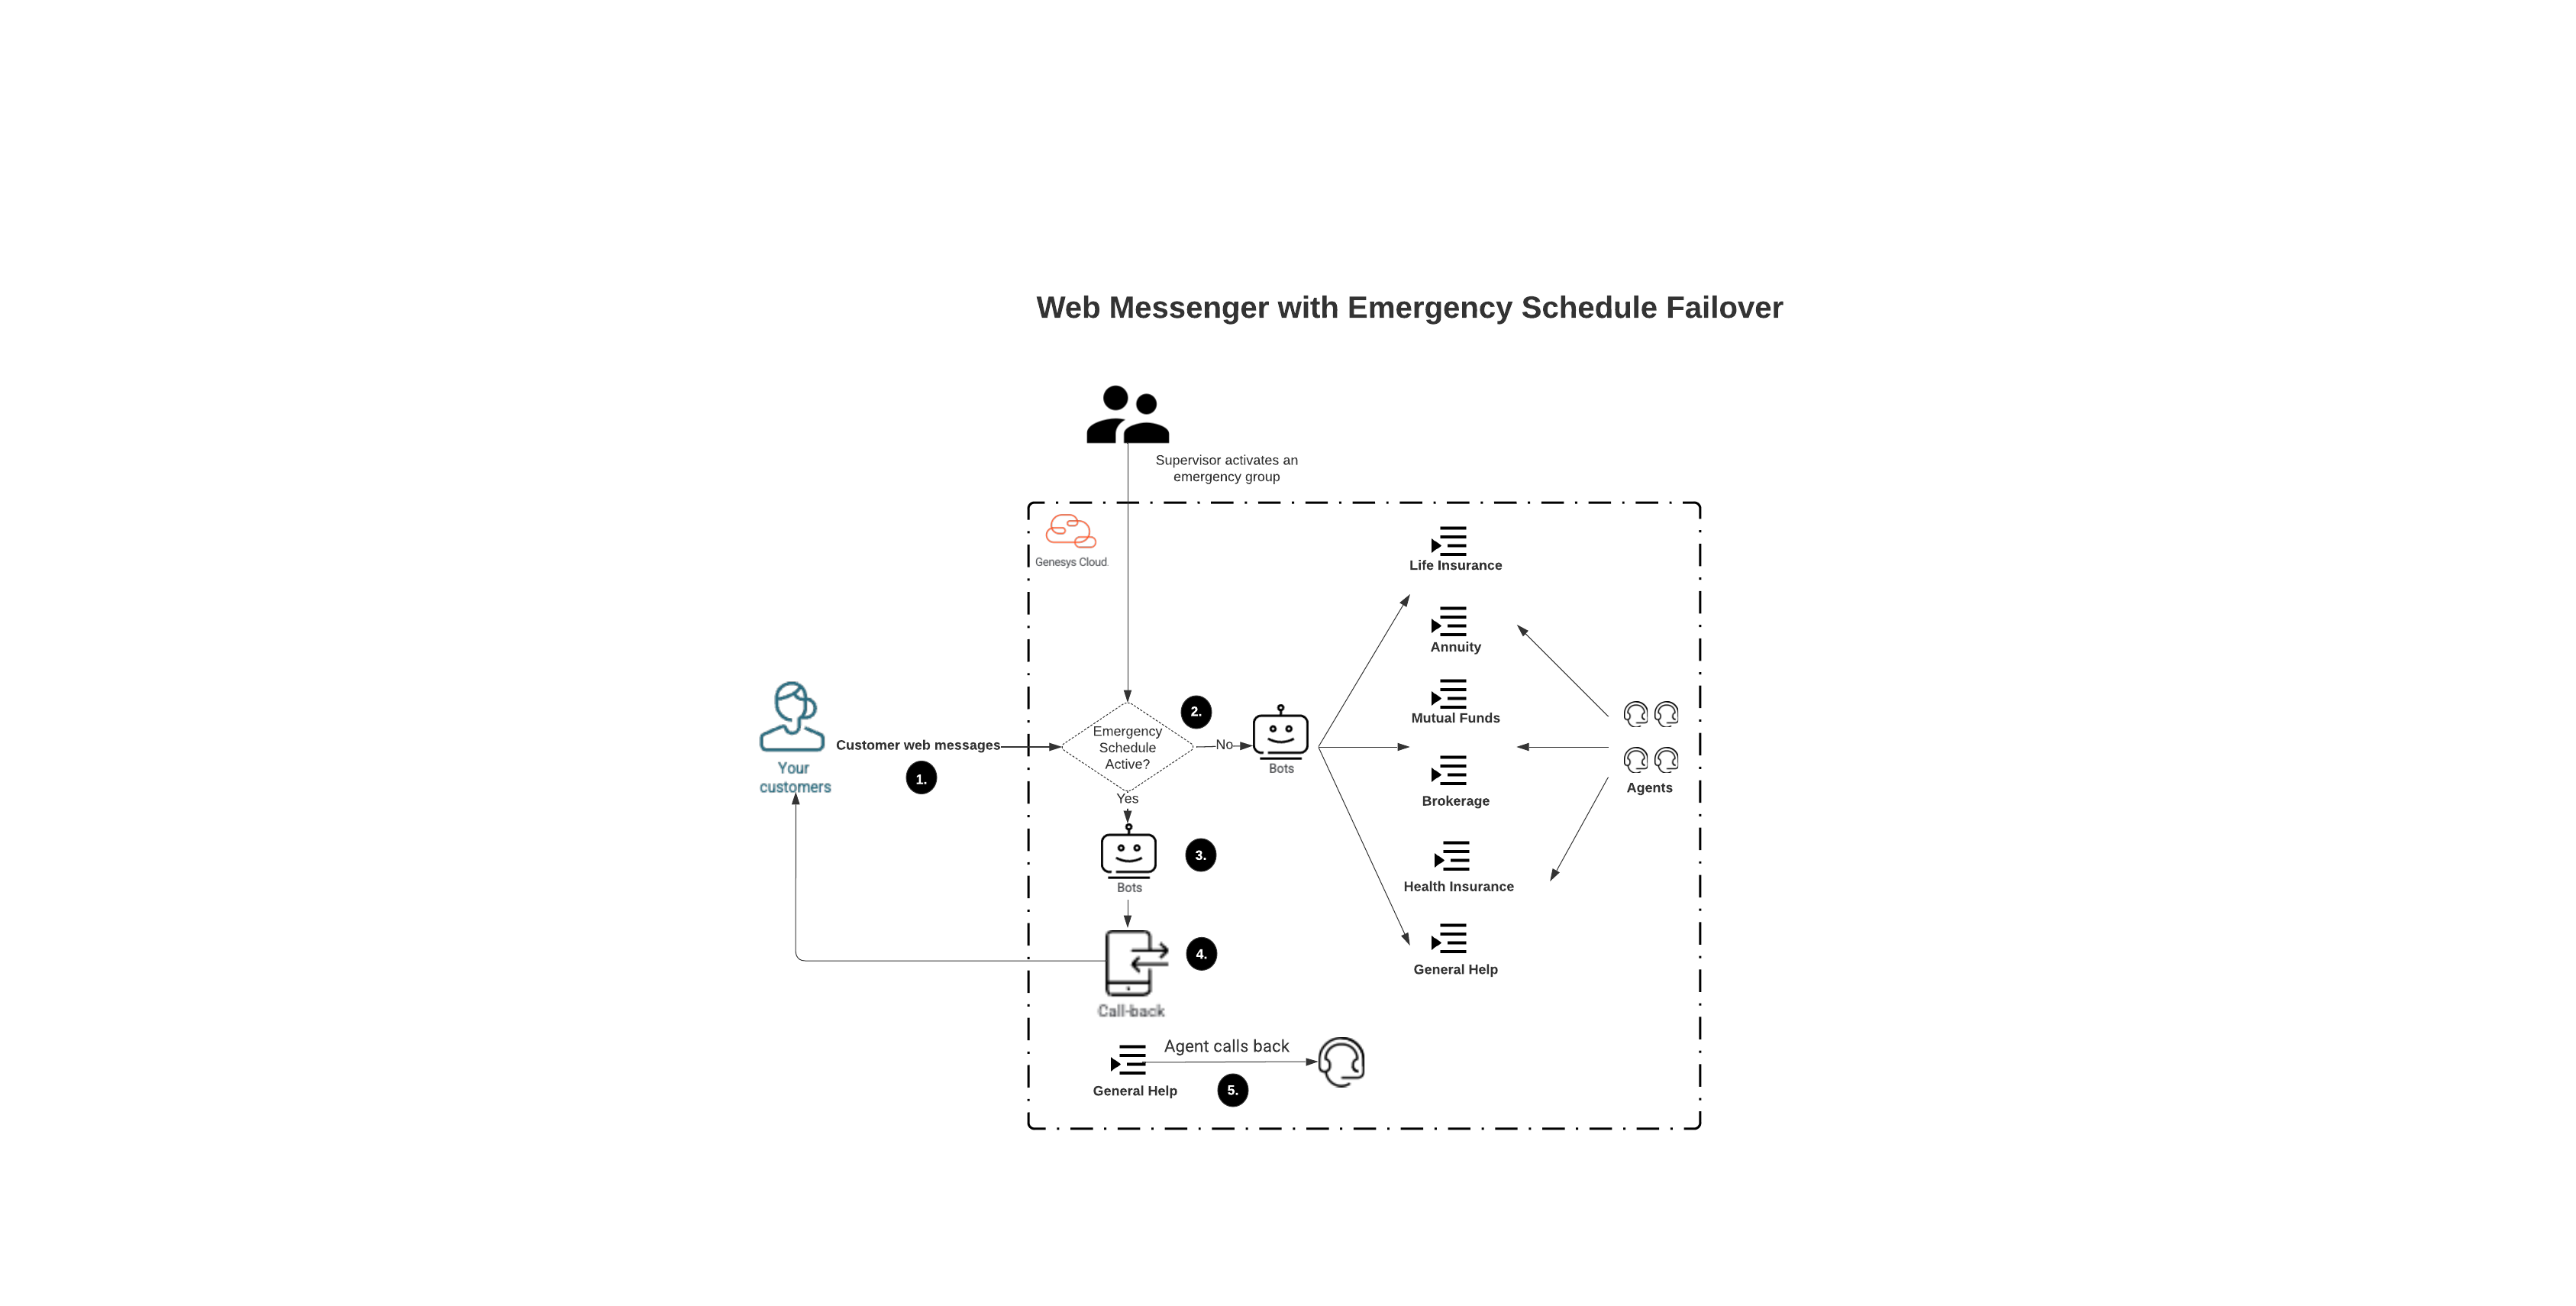 Web Messenger with Emergency Schedule Failover
Supervisor activates an
emergency group
Genesys Cloud
Life Insurance
Annuity
Mutual Funds
Brokerage
Health Insurance
General Help
Agents
Your
customers
Customer web messages
1.
Emergency
Schedule
Active?
2.
No
Bots
Yes
Bots
3.
4.
Call-back
Agent calls back
General Help
5.